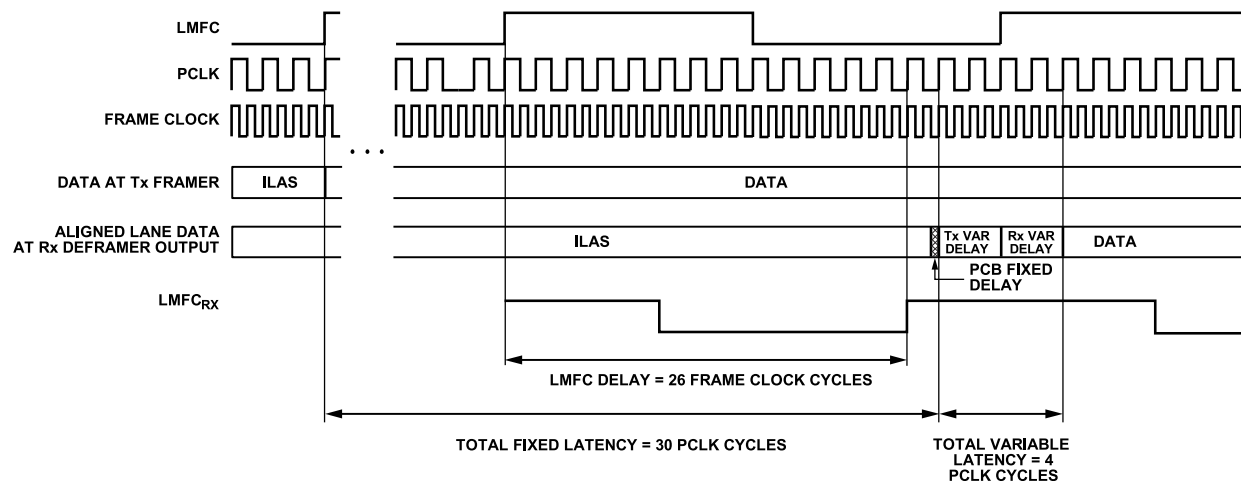 LMFC
PCLK
FRAME CLOCK
• • •
DATA AT Tx FRAMER
ILAS
DATA
ALIGNED LANE DATA
AT Rx DEFRAMER OUTPUT
ILAS
Tx VAR
DELAY
Rx VAR
DELAY
DATA
PCB FIXED
DELAY
LMFCRX
LMFC DELAY = 26 FRAME CLOCK CYCLES
TOTAL FIXED LATENCY = 30 PCLK CYCLES
TOTAL VARIABLE
LATENCY = 4
PCLK CYCLES